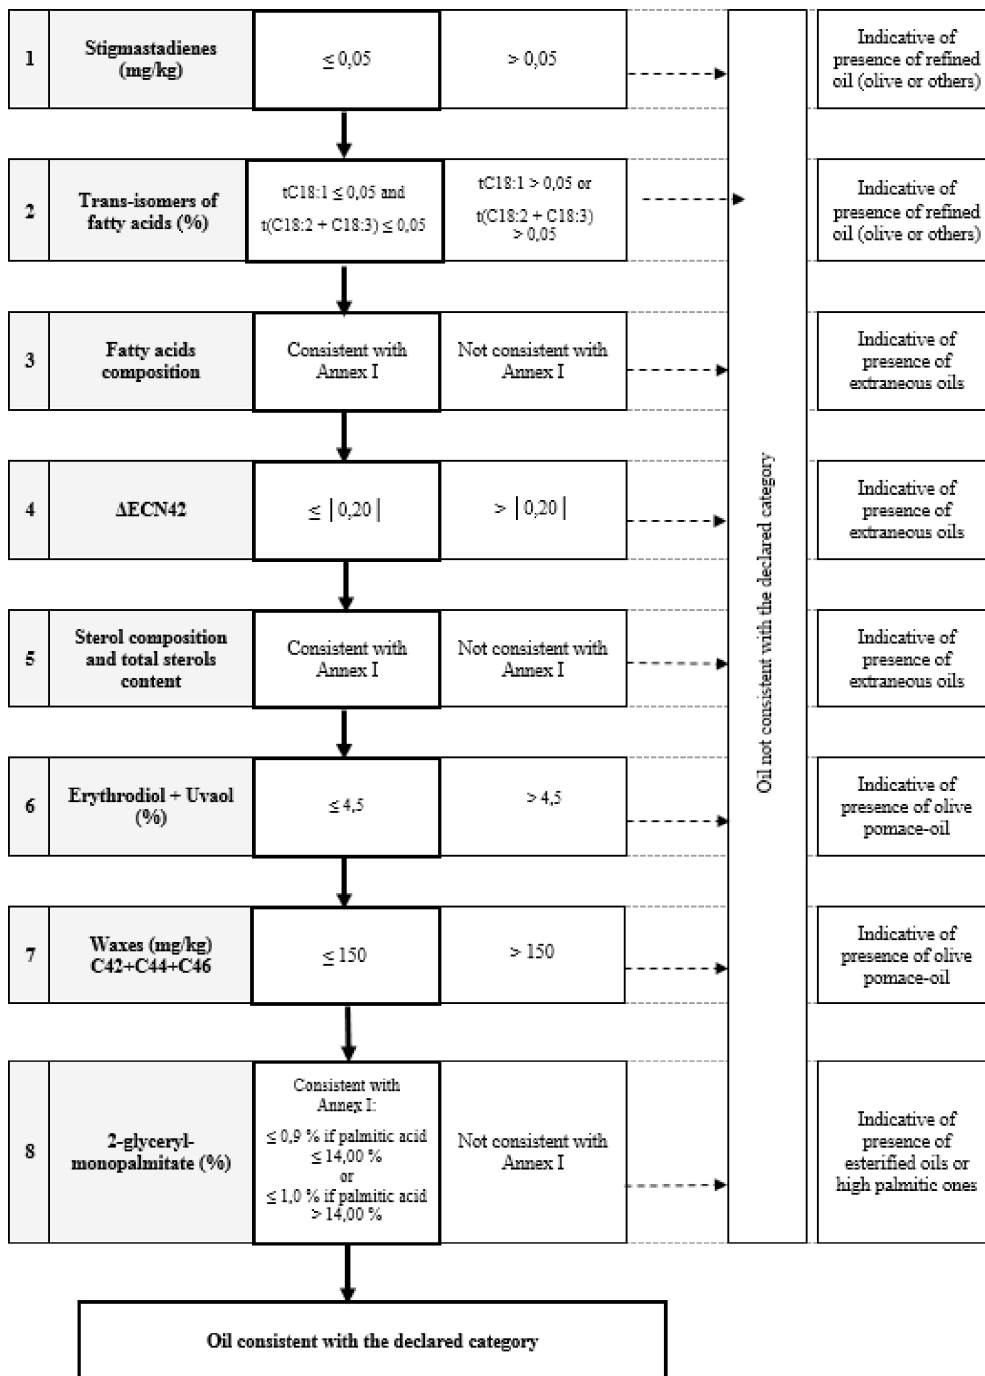 1
Stigmastadienes
(mg/kg)
≤ 0,05
> 0,05
Indicative of
presence of refined
oil (olive or others)
2
Trans-isomers of
fatty acids (%)
tC18:1 ≤ 0,05 and
t(C18:2 + C18:3) ≤ 0,05
tC18:1 > 0,05 or
t(C18:2 + C18:3)
> 0,05
Indicative of
presence of refined
oil (olive or others)
3
Fatty acids
composition
Consistent with
Annex I
Not consistent with
Annex I
Indicative of
presence of
extraneous oils
4
ΔECN42
≤ |0,20|
> |0,20|
Indicative of
presence of
extraneous oils
5
Sterol composition
and total sterols
content
Consistent with
Annex I
Not consistent with
Annex I
Indicative of
presence of
extraneous oils
6
Erythrodiol + Uvaol
(%)
≤ 4,5
> 4,5
Indicative of
presence of olive
pomace-oil
7
Waxes (mg/kg)
C42+C44+C46
≤ 150
> 150
Indicative of
presence of olive
pomace-oil
8
2-glyceryl-
monopalmitate (%)
Consistent with
Annex I:
≤ 0,9 % if palmitic acid
≤ 14,00 %
or
≤ 1,0 % if palmitic acid
> 14,00 %
Not consistent with
Annex I
Indicative of
presence of
esterified oils or
high palmitic ones
Oil not consistent with the declared category
Oil consistent with the declared category